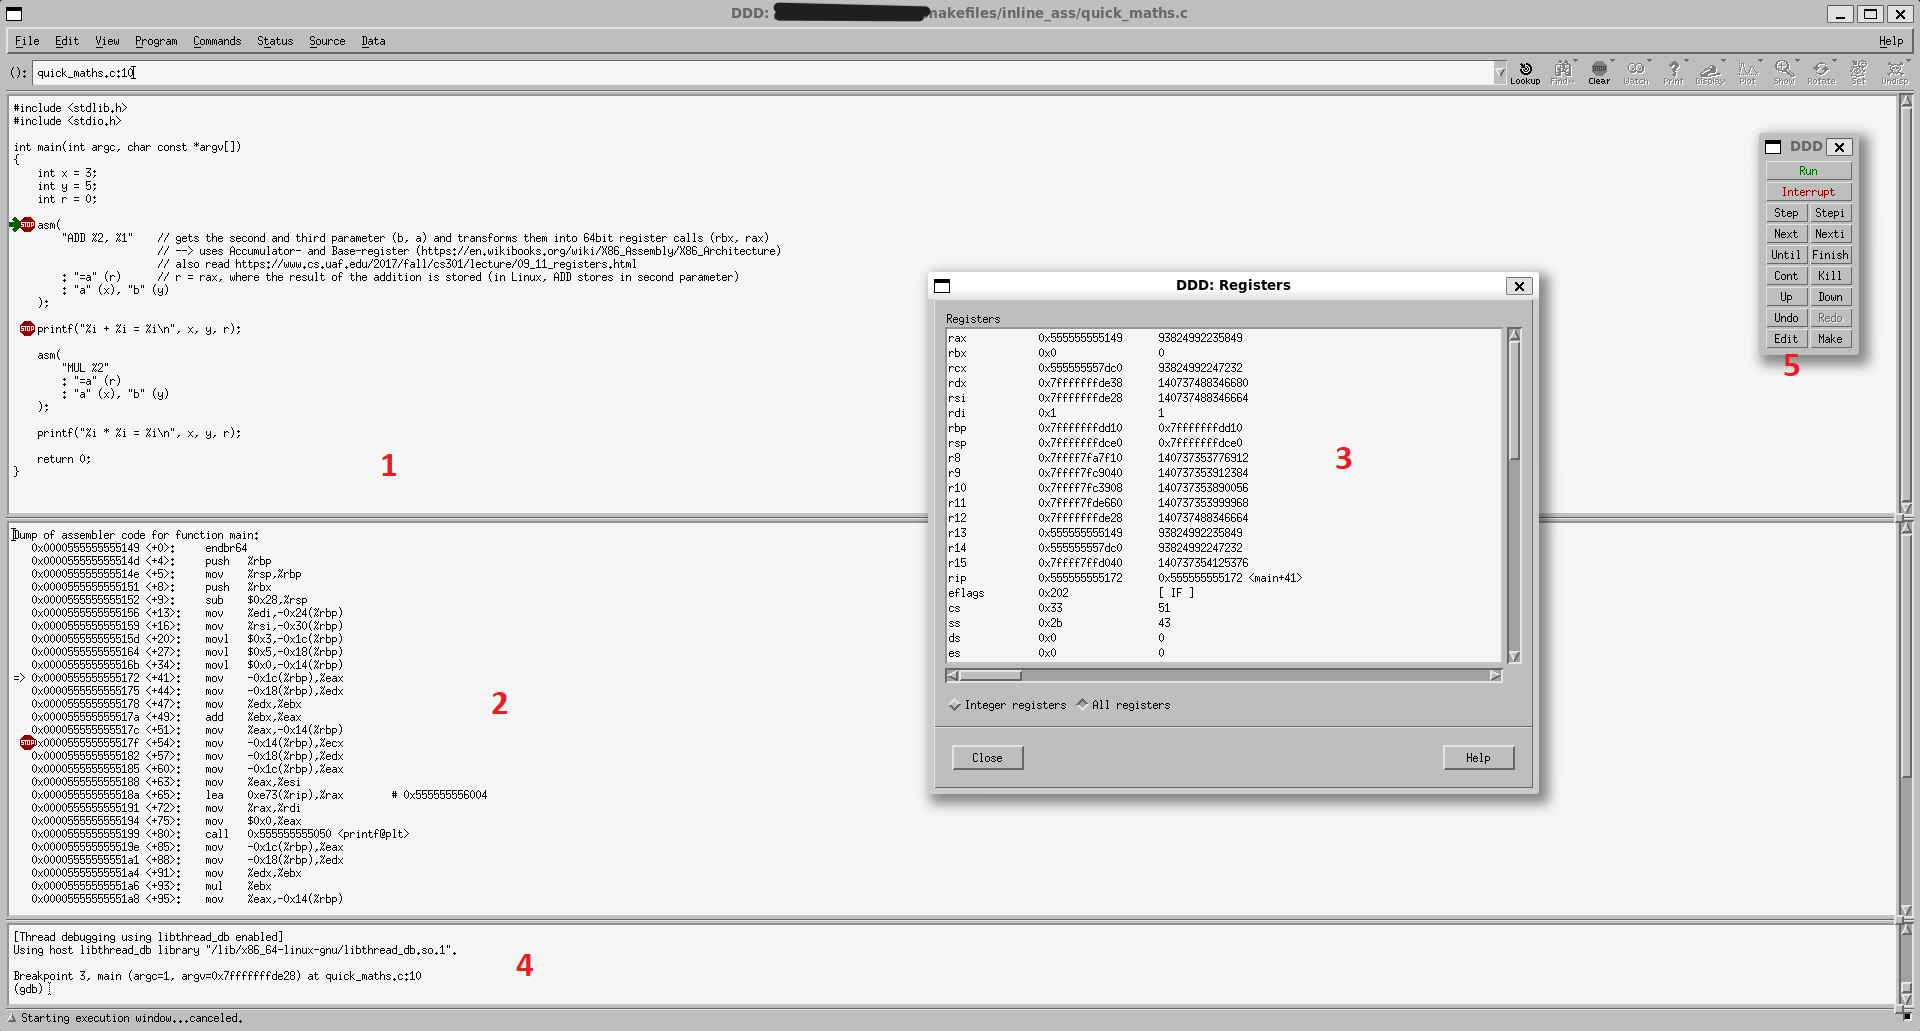 DDD: makefiles/inline_ass/quick_maths.c
File Edit View Program Commands Status Source Data Help
(): quick_maths.c:10
Lookup Find>> Clear Watch Print Display Plot Show Rotate Set Undisp
#include <stdlib.h>
#include <stdio.h>
int main(int argc, char const *argv[])
{
int x = 3;
int y = 5;
int r = 0;
STOP asm(
"ADD %2, %1" // gets the second and third parameter (b, a) and transforms them into 64bit register calls (rbx, rax)
// --> uses Accumulator- and Base-register (https://en.wikibooks.org/wiki/X86_Assembly/X86_Architecture)
// also read https://www.cs.uaf.edu/2017/fall/cs301/lecture/09_11_registers.html
: "=a" (r) // r = rax, where the result of the addition is stored (in Linux, ADD stores in second parameter)
: "a" (x), "b" (y)
);
STOP printf("%i + %i = %i\n", x, y, r);
asm(
"MUL %2"
: "=a" (r)
: "a" (x), "b" (y)
);
printf("%i * %i = %i\n", x, y, r);
return 0;
}
1
Dump of assembler code for function main:
0x0000555555555149 <+0>: endbr64
0x000055555555514d <+4>: push %rbp
0x000055555555514e <+5>: mov %rsp,%rbp
0x0000555555555151 <+8>: push %rbx
0x0000555555555152 <+9>: sub $0x28,%rsp
0x0000555555555156 <+13>: mov %edi,-0x24(%rbp)
0x0000555555555159 <+16>: mov %rsi,-0x30(%rbp)
0x000055555555515d <+20>: movl $0x3,-0x1c(%rbp)
0x0000555555555164 <+27>: movl $0x5,-0x18(%rbp)
0x000055555555516b <+34>: movl $0x0,-0x14(%rbp)
=> 0x0000555555555172 <+41>: mov -0x1c(%rbp),%eax
0x0000555555555175 <+44>: mov -0x18(%rbp),%edx
0x0000555555555178 <+47>: mov %edx,%ebx
0x000055555555517a <+49>: add %ebx,%eax
0x000055555555517c <+51>: mov %eax,-0x14(%rbp)
STOP 0x000055555555517f <+54>: mov -0x14(%rbp),%ecx
0x0000555555555182 <+57>: mov -0x18(%rbp),%edx
0x0000555555555185 <+60>: mov -0x1c(%rbp),%eax
0x0000555555555188 <+63>: mov %eax,%esi
0x000055555555518a <+65>: lea 0xe73(%rip),%rax # 0x555555556004
0x0000555555555191 <+72>: mov %rax,%rdi
0x0000555555555194 <+75>: mov $0x0,%eax
0x0000555555555199 <+80>: call 0x555555555050 <printf@plt>
0x000055555555519e <+85>: mov -0x1c(%rbp),%eax
0x00005555555551a1 <+88>: mov -0x18(%rbp),%edx
0x00005555555551a4 <+91>: mov %edx,%ebx
0x00005555555551a6 <+93>: mul %ebx
0x00005555555551a8 <+95>: mov %eax,-0x14(%rbp)
2
DDD: Registers
Registers
rax 0x555555555149 93824992235849
rbx 0x0 0
rcx 0x555555557dc0 93824992247232
rdx 0x7fffffffde38 140737488346680
rsi 0x7fffffffde28 140737488346664
rdi 0x1 1
rbp 0x7fffffffdd10 0x7fffffffdd10
rsp 0x7fffffffdce0 0x7fffffffdce0
r8 0x7ffff7fa7f10 140737353776912
r9 0x7ffff7fc9040 140737353912384
r10 0x7ffff7fc3908 140737353890056
r11 0x7ffff7fde660 140737353999968
r12 0x7fffffffde28 140737488346664
r13 0x555555555149 93824992235849
r14 0x555555557dc0 93824992247232
r15 0x7ffff7ffd040 140737354125376
rip 0x555555555172 0x555555555172 <main+41>
eflags 0x202 [ IF ]
cs 0x33 51
ss 0x2b 43
ds 0x0 0
es 0x0 0
3
Integer registers All registers
Close Help
DDD
Run
Interrupt
Step Stepi
Next Nexti
Until Finish
Cont Kill
Up Down
Undo Redo
Edit Make
5
[Thread debugging using libthread_db enabled]
Using host libthread_db library "/lib/x86_64-linux-gnu/libthread_db.so.1".
Breakpoint 3, main (argc=1, argv=0x7fffffffde28) at quick_maths.c:10
(gdb)
4
Starting execution window...canceled.